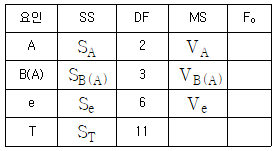 요인 SS DF MS F₀
A S_A 2 V_A
B(A) S_B(A) 3 V_B(A)
e S_e 6 V_e
T S_T 11